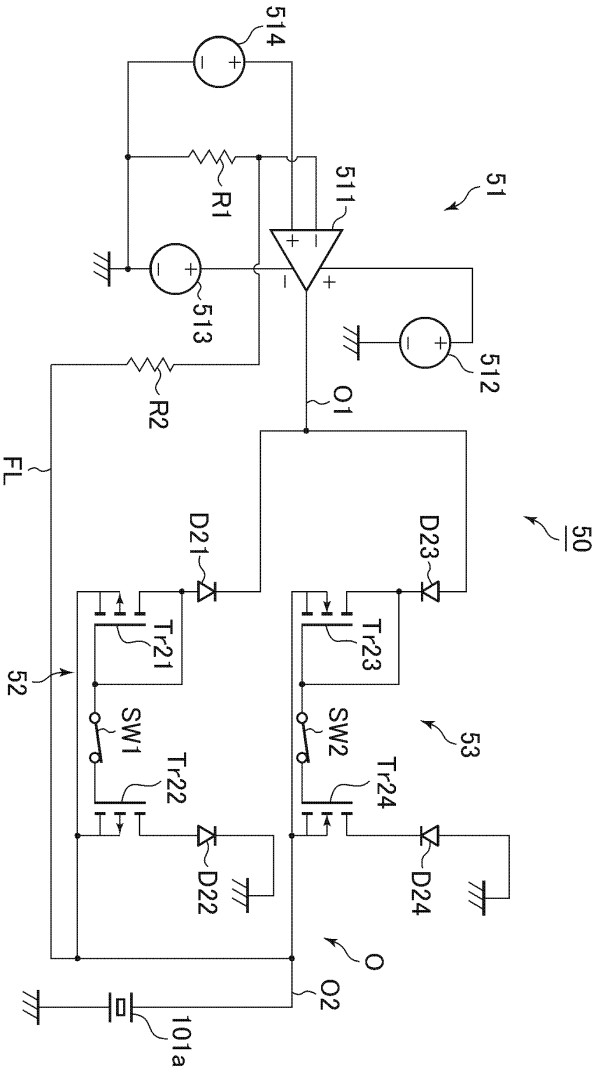 50
51
52
53
O
511
512
513
514
R1
R2
FL
O1
O2
D21
D22
D23
D24
Tr21
Tr22
Tr23
Tr24
SW1
SW2
101a
+
−
+
−
+
−
+
−
+
−